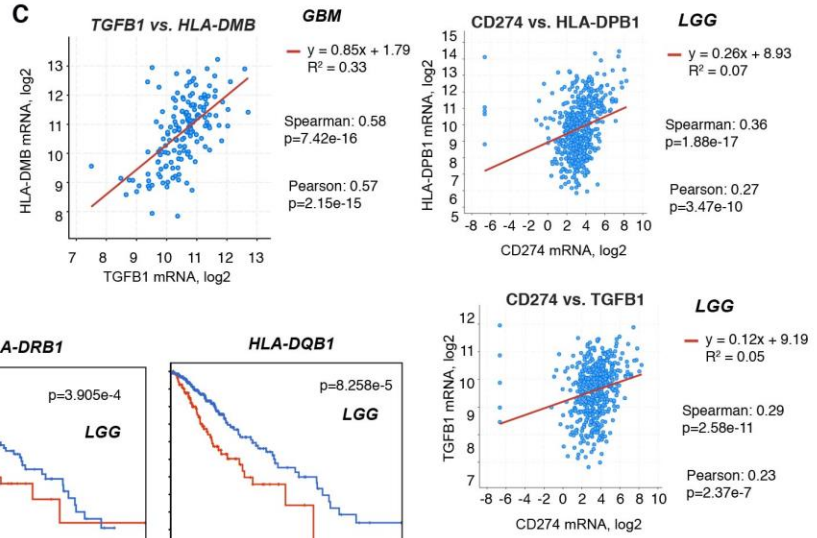 C
TGFB1 vs. HLA-DMB
GBM
y = 0.85x + 1.79
R² = 0.33
Spearman: 0.58
p=7.42e-16
Pearson: 0.57
p=2.15e-15
HLA-DMB mRNA, log2
13
12
11
10
9
8
7 8 9 10 11 12 13
TGFB1 mRNA, log2
CD274 vs. HLA-DPB1
LGG
y = 0.26x + 8.93
R² = 0.07
Spearman: 0.36
p=1.88e-17
Pearson: 0.27
p=3.47e-10
HLA-DPB1 mRNA, log2
15
14
13
12
11
10
9
8
7
6
5
-8 -6 -4 -2 0 2 4 6 8 10
CD274 mRNA, log2
A-DRB1
p=3.905e-4
LGG
HLA-DQB1
p=8.258e-5
LGG
CD274 vs. TGFB1
LGG
y = 0.12x + 9.19
R² = 0.05
Spearman: 0.29
p=2.58e-11
Pearson: 0.23
p=2.37e-7
TGFB1 mRNA, log2
12
11
10
9
8
7
-8 -6 -4 -2 0 2 4 6 8 10
CD274 mRNA, log2